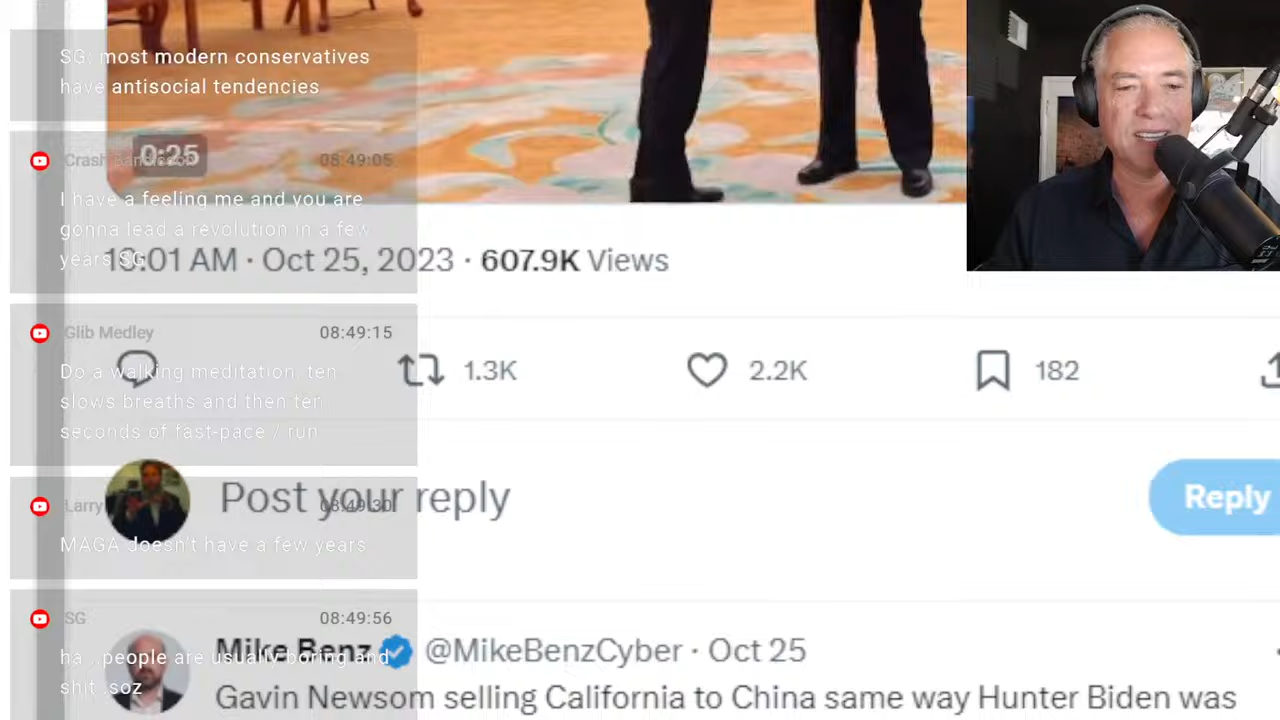 SG: most modern conservatives
have antisocial tendencies
0:25
08:49:05
I have a feeling me and you are
gonna lead a revolution in a few
years SG
:01 AM · Oct 25, 2023 · 607.9K Views
Glib Medley 08:49:15
Do a walking meditation, ten
slows breaths and then ten
seconds of fast-pace / run
1.3K
2.2K
182
Larry 08:49:30
Post your reply
Reply
MAGA doesn't have a few years
SG 08:49:56
Mike Benz @MikeBenzCyber · Oct 25
ha .. people are usually boring and
shit .soz
Gavin Newsom selling California to China same way Hunter Biden was